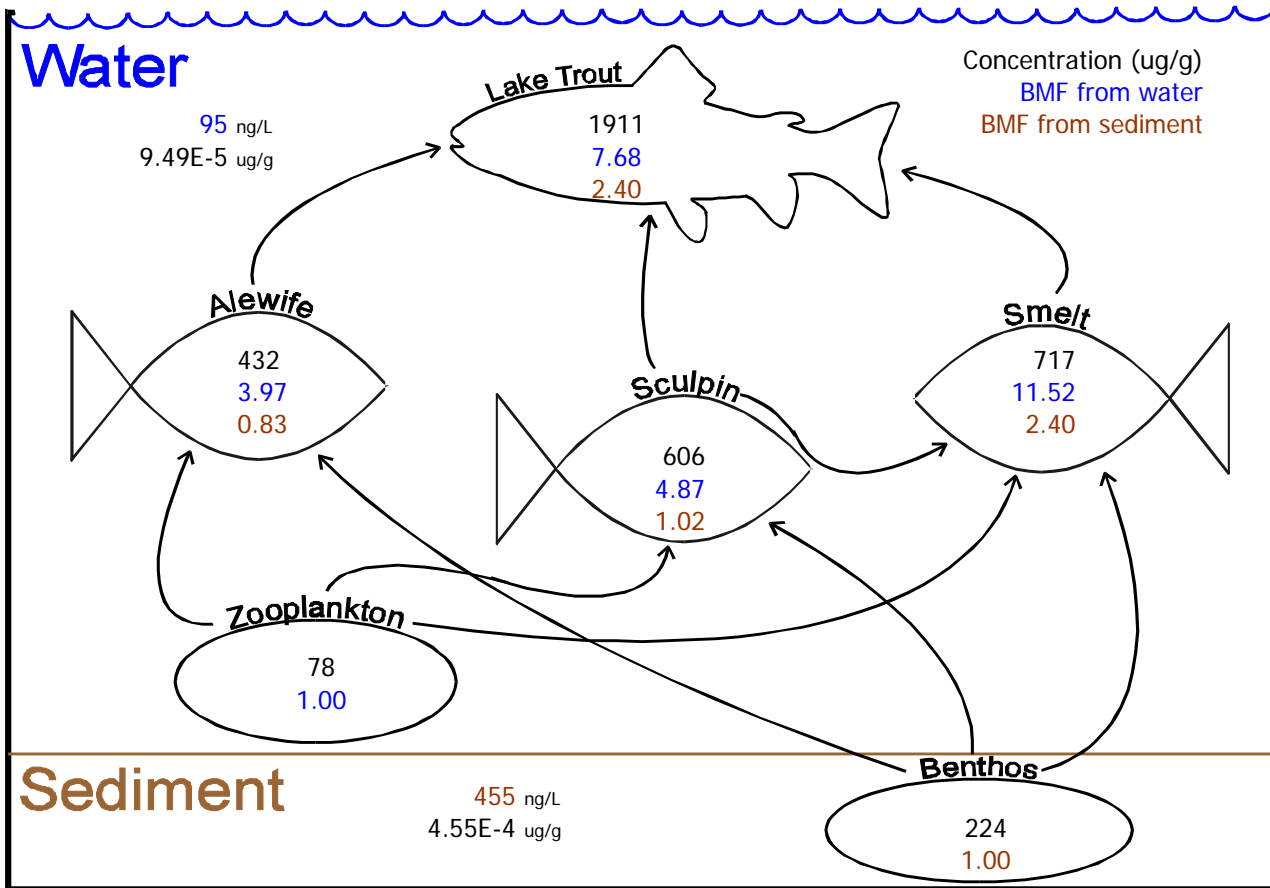 Water
Concentration (ug/g)
BMF from water
BMF from sediment
95 ng/L
9.49E-5 ug/g
Lake Trout
1911
7.68
2.40
Alewife
432
3.97
0.83
Sculpin
606
4.87
1.02
Smelt
717
11.52
2.40
Zooplankton
78
1.00
Sediment
455 ng/L
4.55E-4 ug/g
Benthos
224
1.00